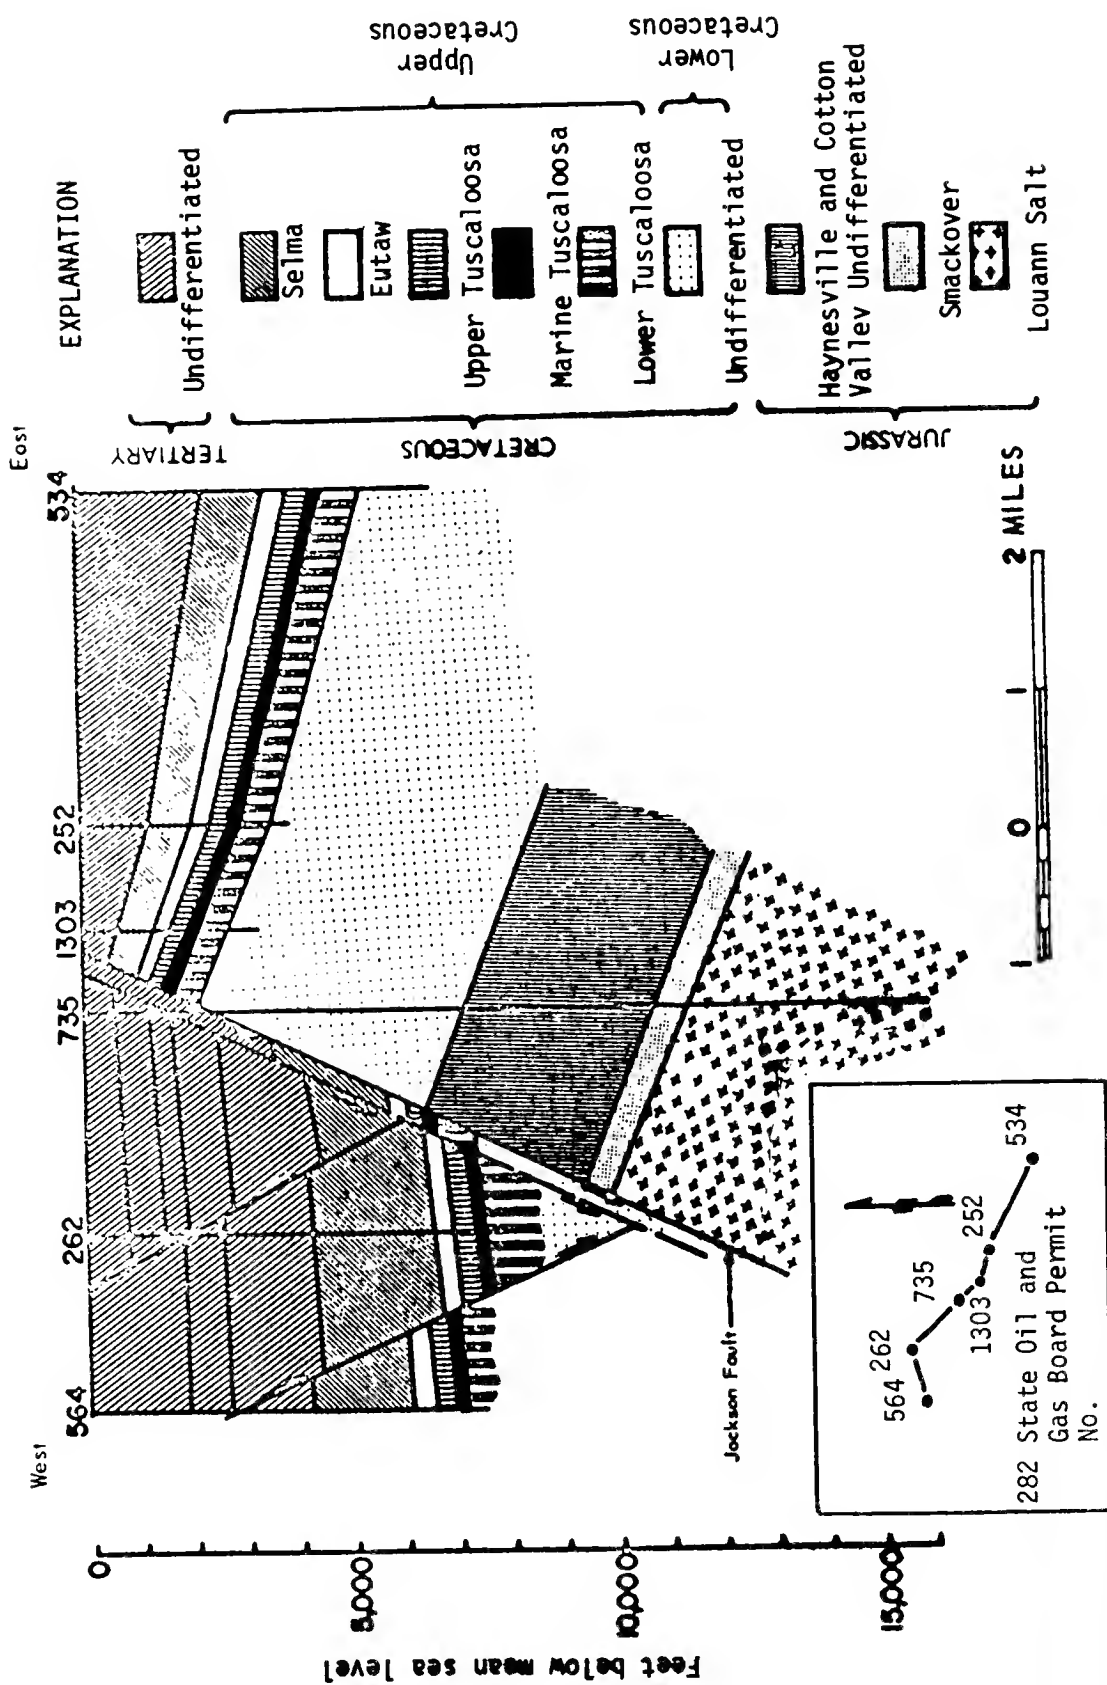 West
East
564
262
735
1303
252
534
0
5,000
10,000
15,000
Feet below mean sea level
Jackson Fault
1
0
1
2 MILES
564
262
735
1303
252
534
282 State Oil and
Gas Board Permit
No.
EXPLANATION
TERTIARY
Undifferentiated
CRETACEOUS
Upper
Cretaceous
Selma
Eutaw
Upper Tuscaloosa
Marine Tuscaloosa
Lower Tuscaloosa
Lower
Cretaceous
Undifferentiated
JURASSIC
Haynesville and Cotton
Valley Undifferentiated
Smackover
Louann Salt